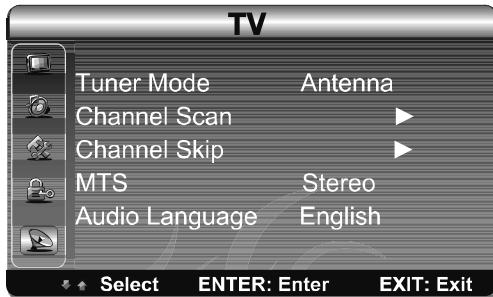 TV
Tuner Mode Antenna
Channel Scan
Channel Skip
MTS Stereo
Audio Language English
Select ENTER: Enter EXIT: Exit